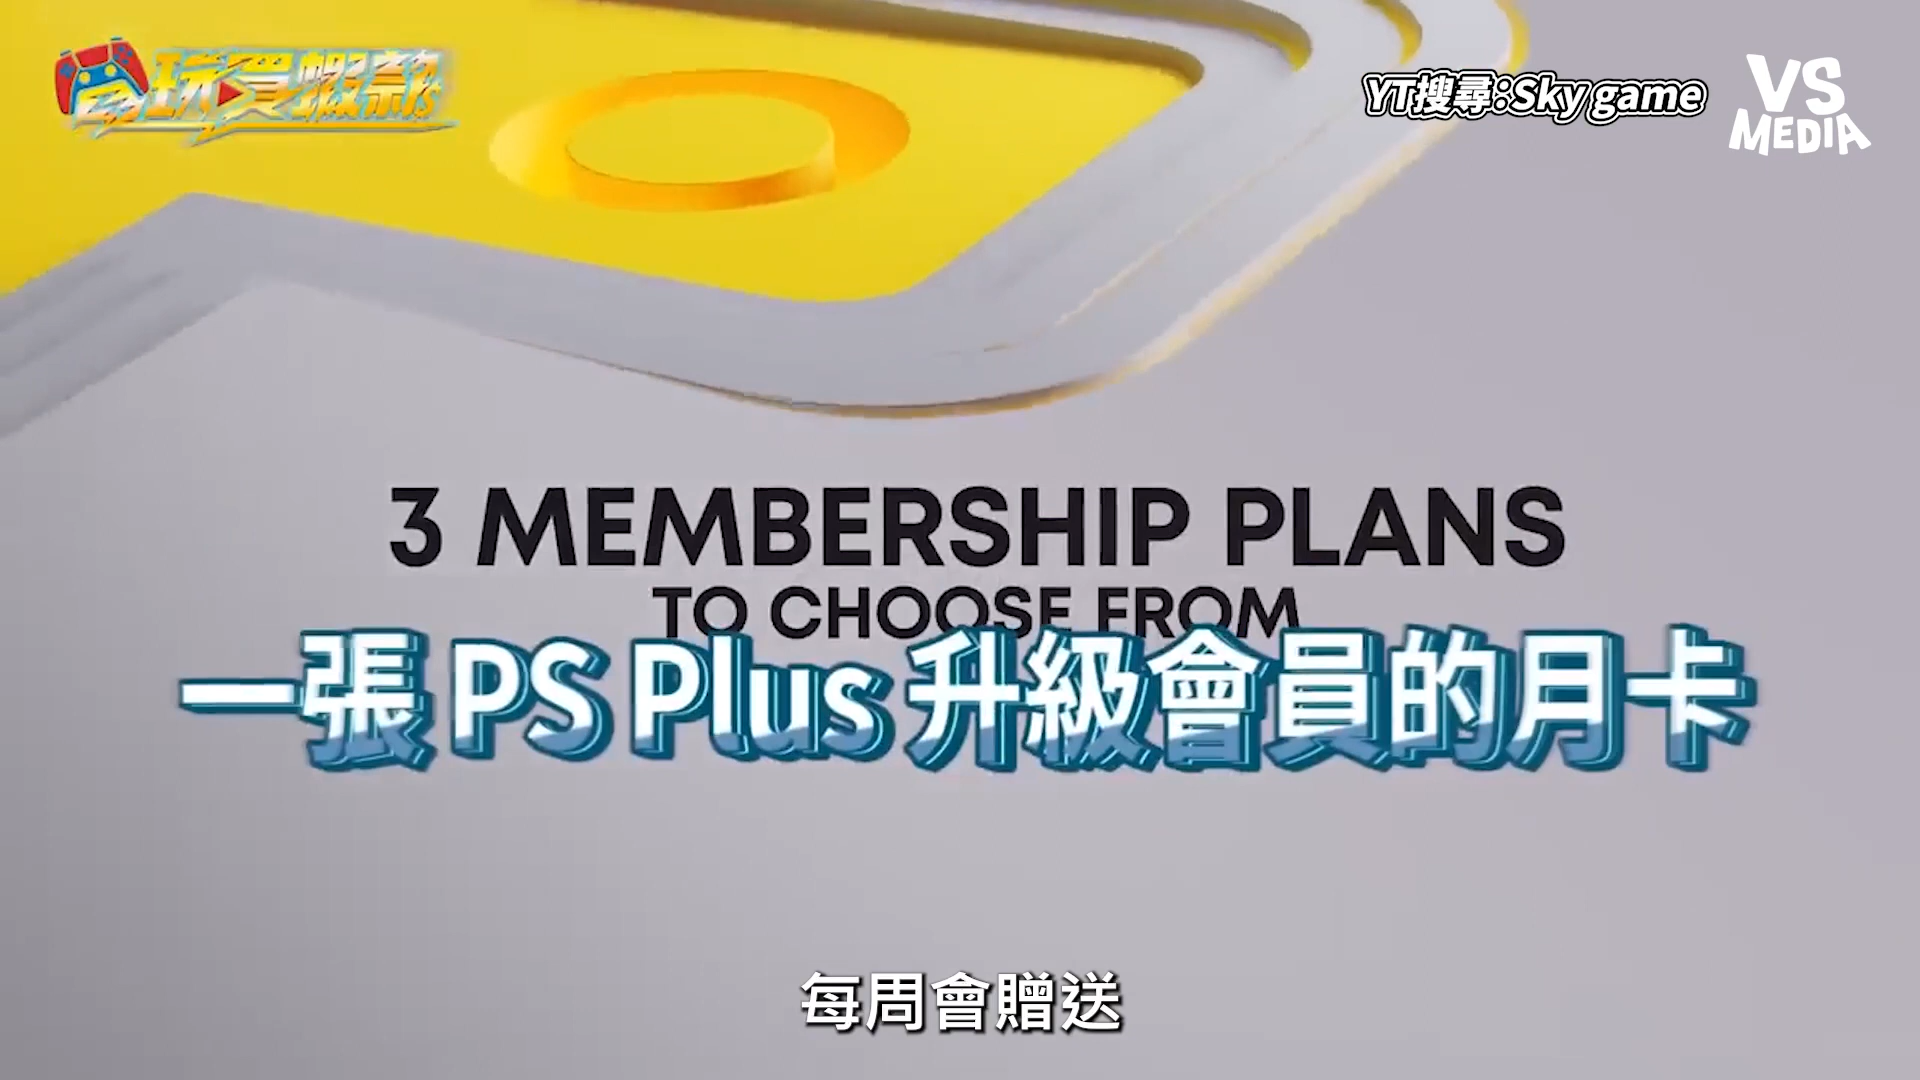 玩買蝦款
YT搜尋:Sky game
VS
MEDIA
3 MEMBERSHIP PLANS
TO CHOOSE FROM
一張 PS Plus 升級會員的月卡
每周會贈送